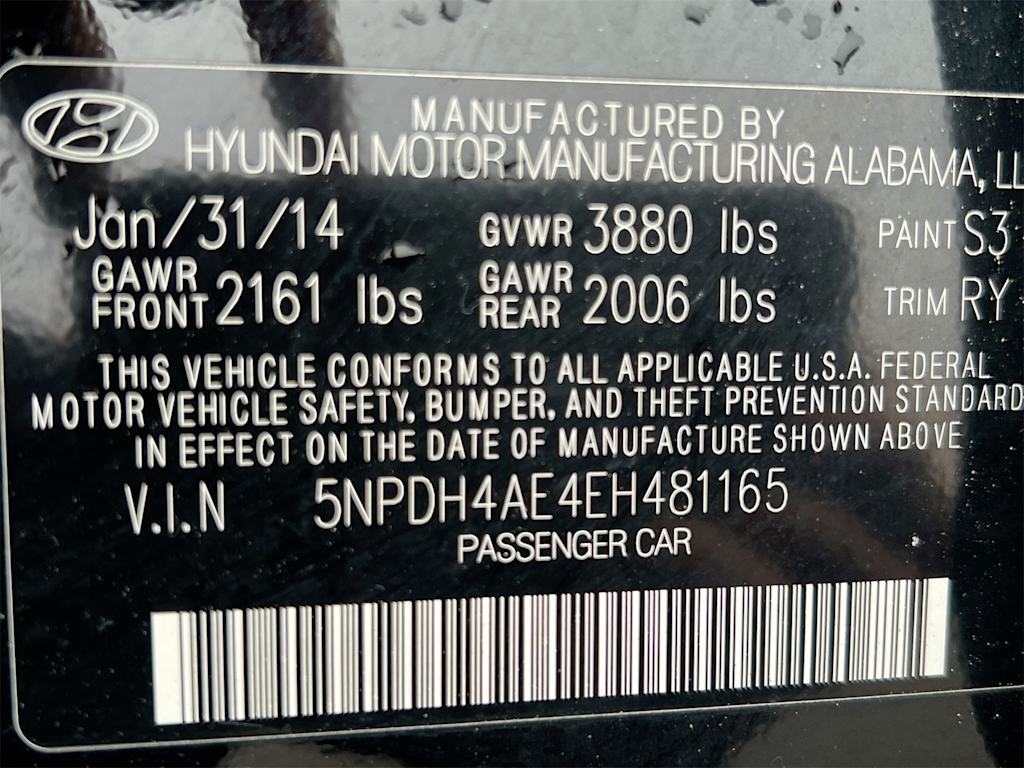 MANUFACTURED BY
HYUNDAI MOTOR MANUFACTURING ALABAMA, LL
Jan/31/14 GVWR 3880 lbs PAINT S3
GAWR FRONT 2161 lbs GAWR REAR 2006 lbs TRIM RY
THIS VEHICLE CONFORMS TO ALL APPLICABLE U.S.A. FEDERAL
MOTOR VEHICLE SAFETY, BUMPER, AND THEFT PREVENTION STANDARD
IN EFFECT ON THE DATE OF MANUFACTURE SHOWN ABOVE
V.I.N 5NPDH4AE4EH481165
PASSENGER CAR